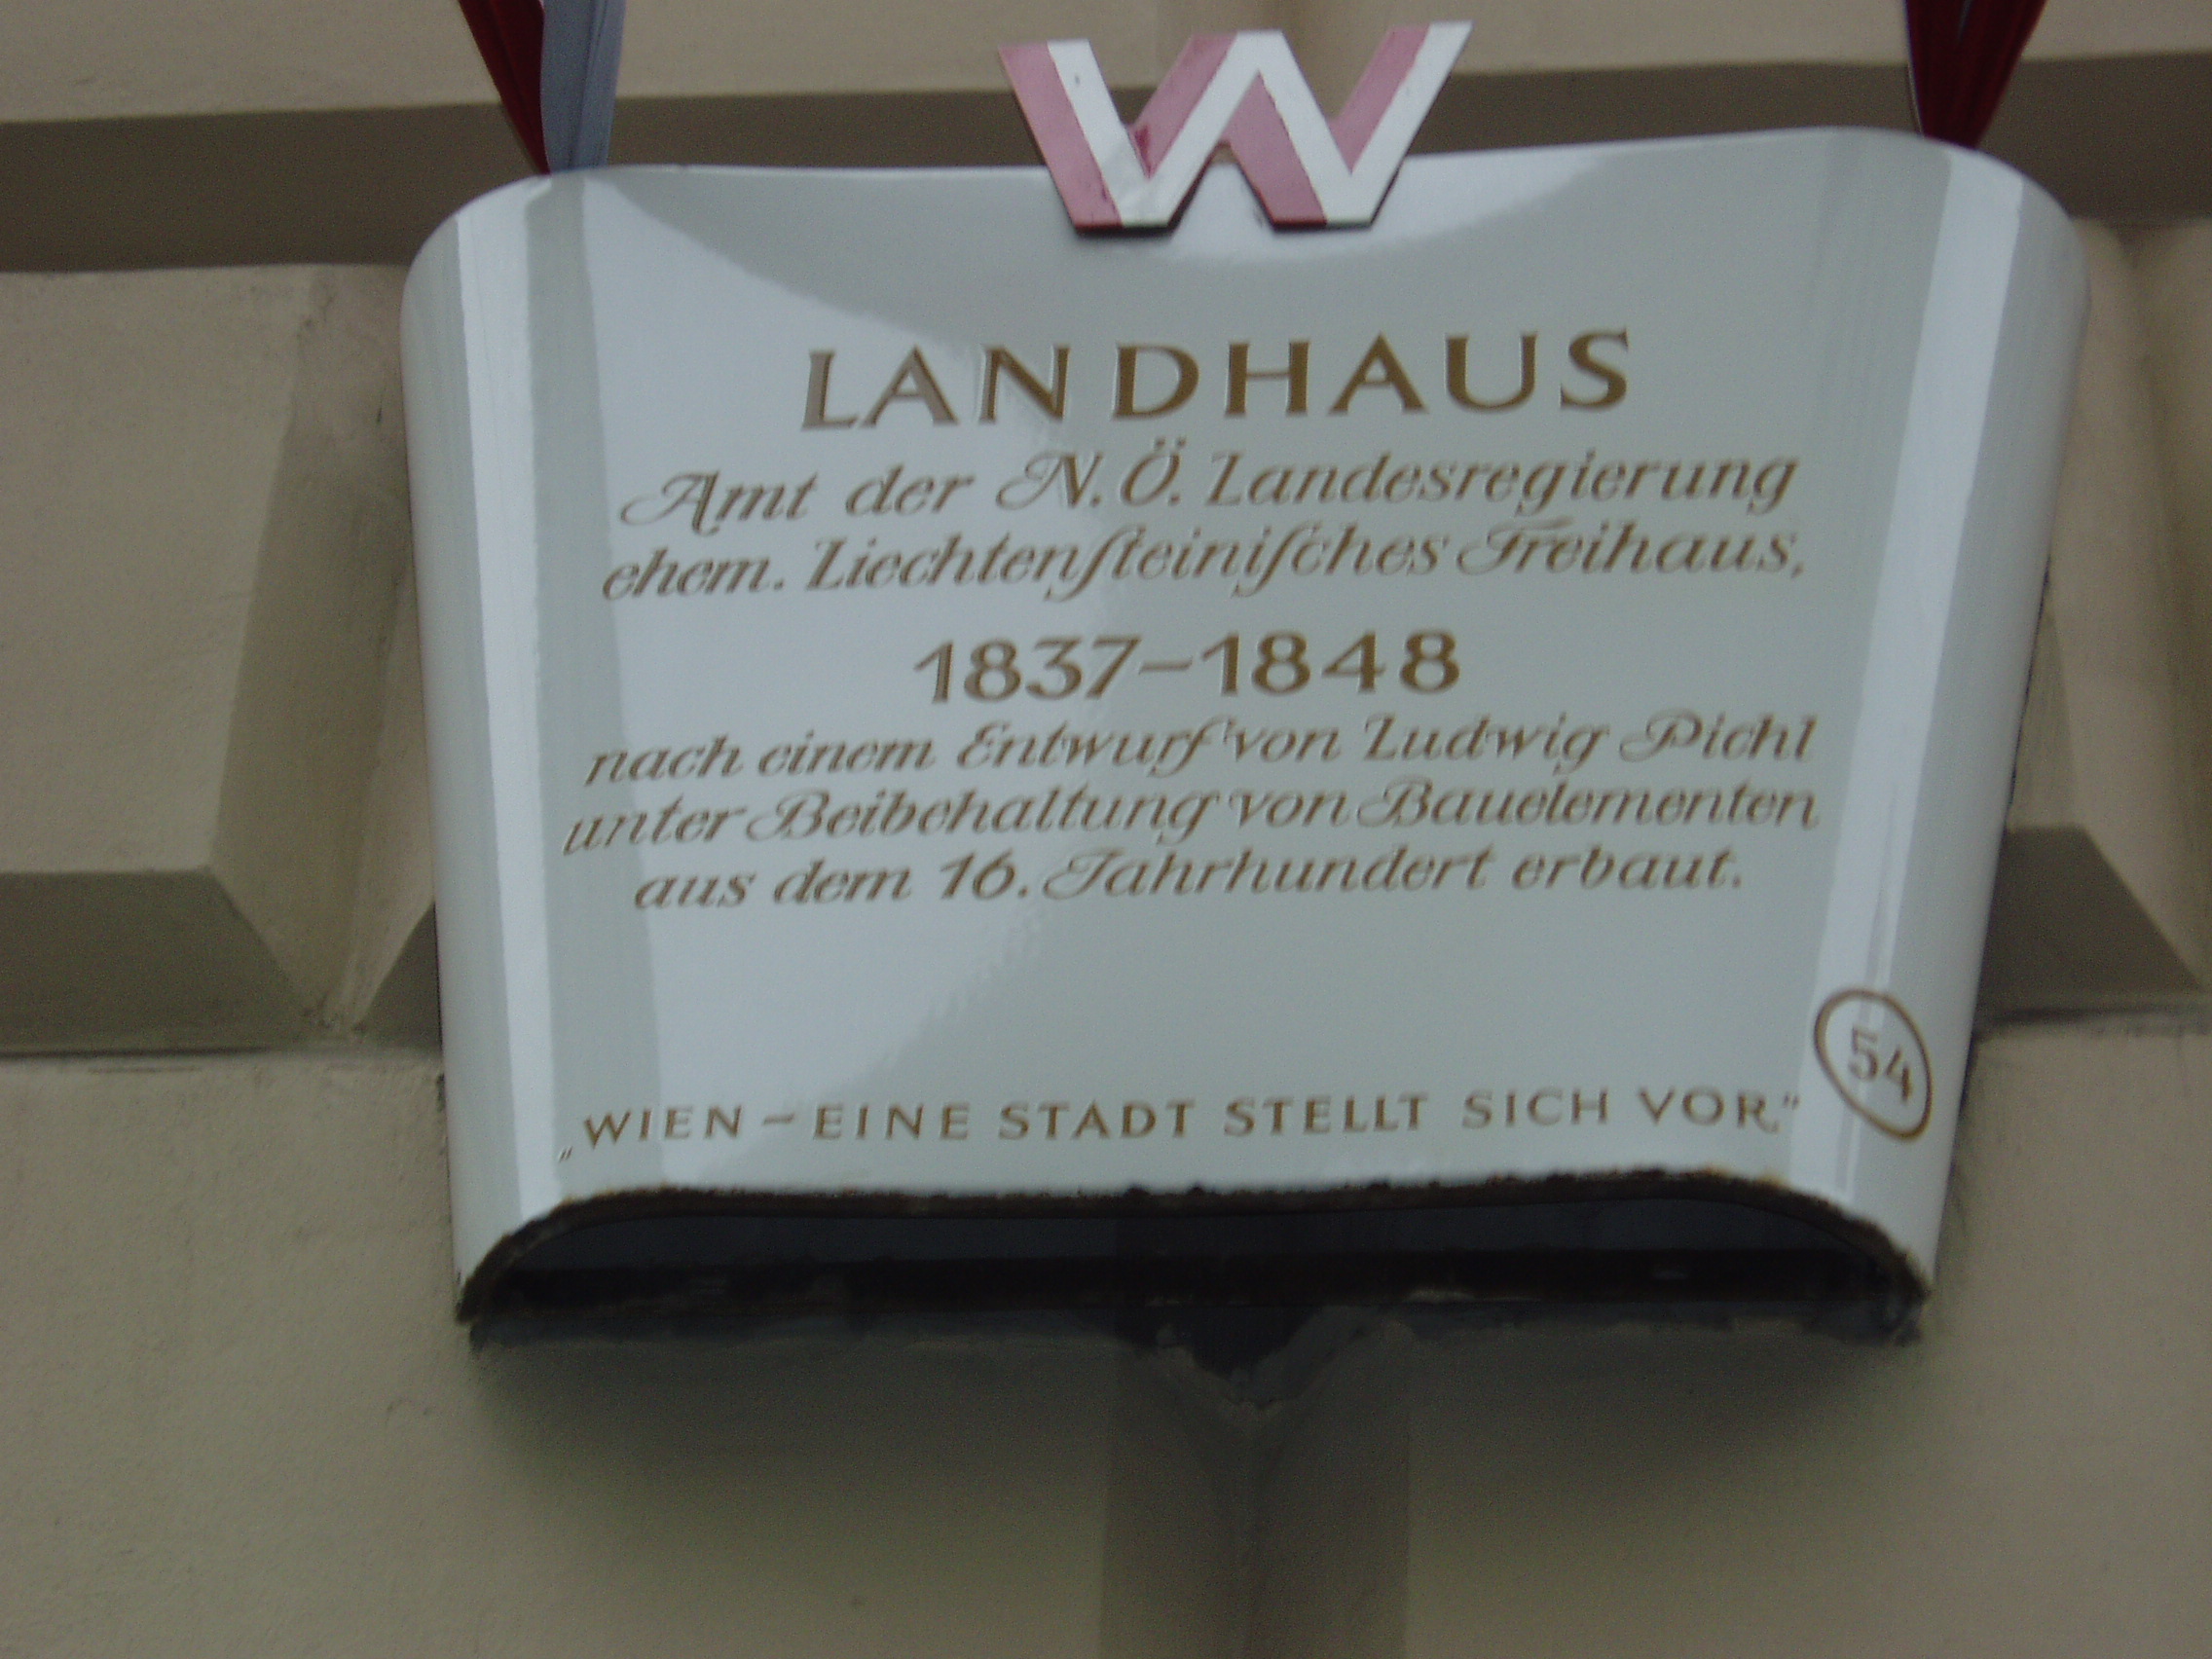 W
LANDHAUS
Amt der N.Ö. Landesregierung
ehem. Liechtenſteiniſches Freihaus,
1837–1848
nach einem Entwurf von Ludwig Pichl
unter Beibehaltung von Bauelementen
aus dem 16. Jahrhundert erbaut.
54
„WIEN – EINE STADT STELLT SICH VOR.”